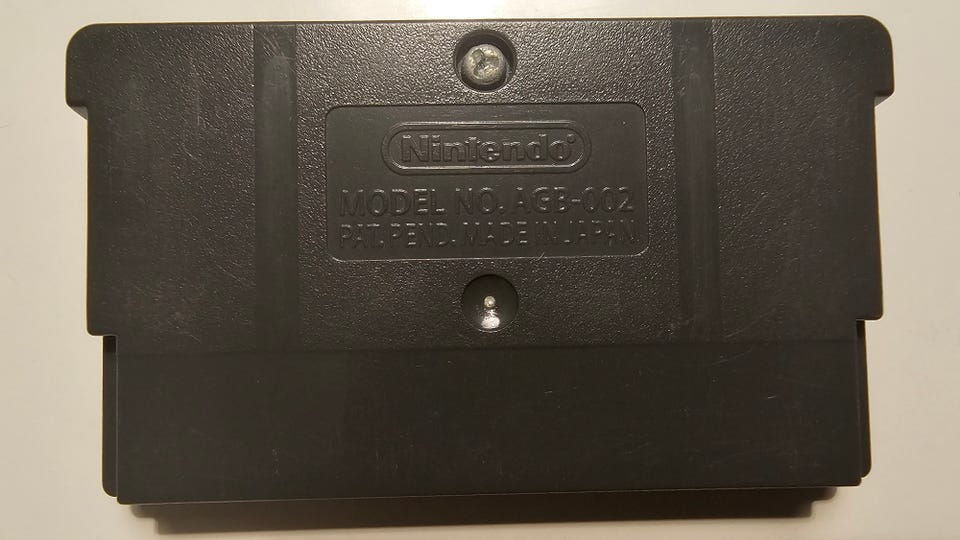 Nintendo®
MODEL NO. AGB-002
PAT. PEND. MADE IN JAPAN